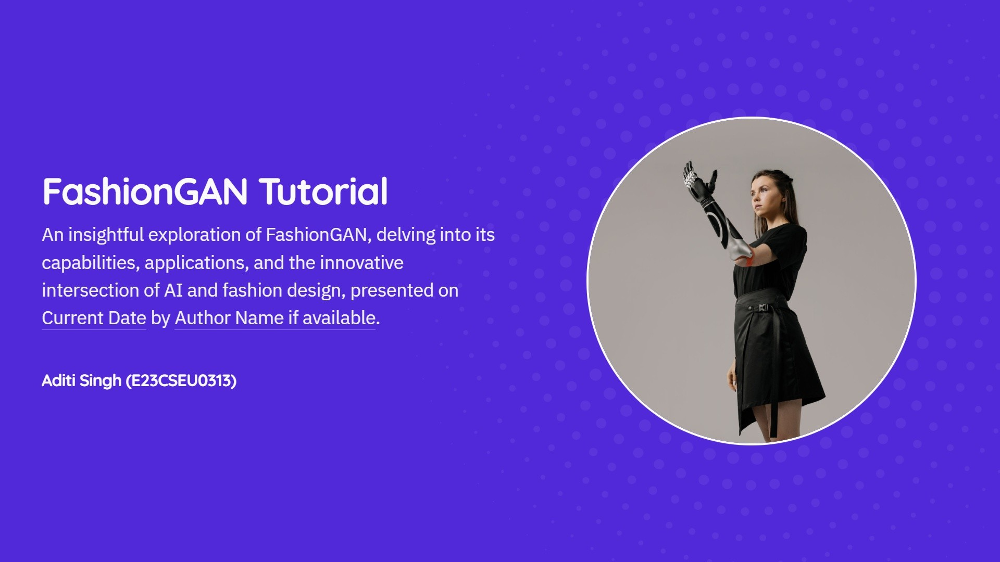 FashionGAN Tutorial
An insightful exploration of FashionGAN, delving into its
capabilities, applications, and the innovative
intersection of AI and fashion design, presented on
Current Date by Author Name if available.
Aditi Singh (E23CSEU0313)